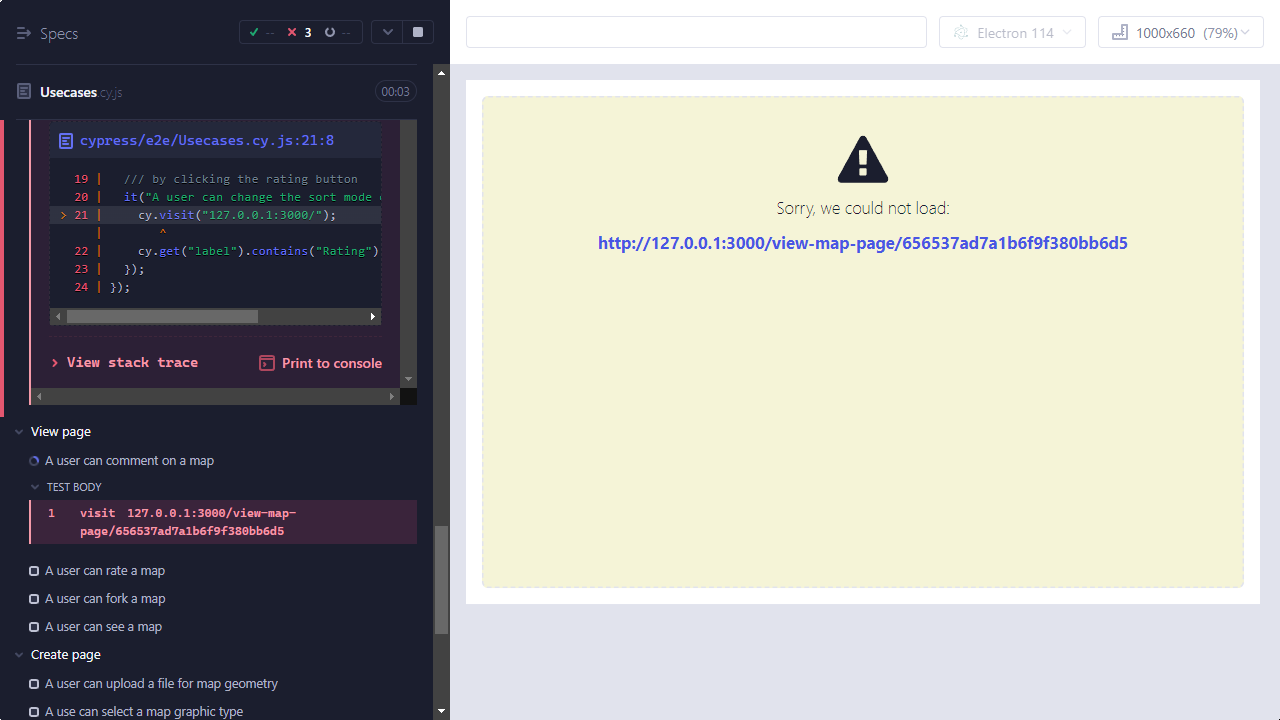 Specs
-- 3 --
Electron 114
1000x660 (79%)
Usecases.cy.js
00:03
cypress/e2e/Usecases.cy.js:21:8
19 | /// by clicking the rating button
20 | it("A user can change the sort mode
> 21 | cy.visit("127.0.0.1:3000/");
| ^
22 | cy.get("label").contains("Rating")
23 | });
24 | });
> View stack trace
Print to console
View page
A user can comment on a map
TEST BODY
1 visit 127.0.0.1:3000/view-map-
page/656537ad7a1b6f9f380bb6d5
A user can rate a map
A user can fork a map
A user can see a map
Create page
A user can upload a file for map geometry
A use can select a map graphic type
Sorry, we could not load:
http://127.0.0.1:3000/view-map-page/656537ad7a1b6f9f380bb6d5